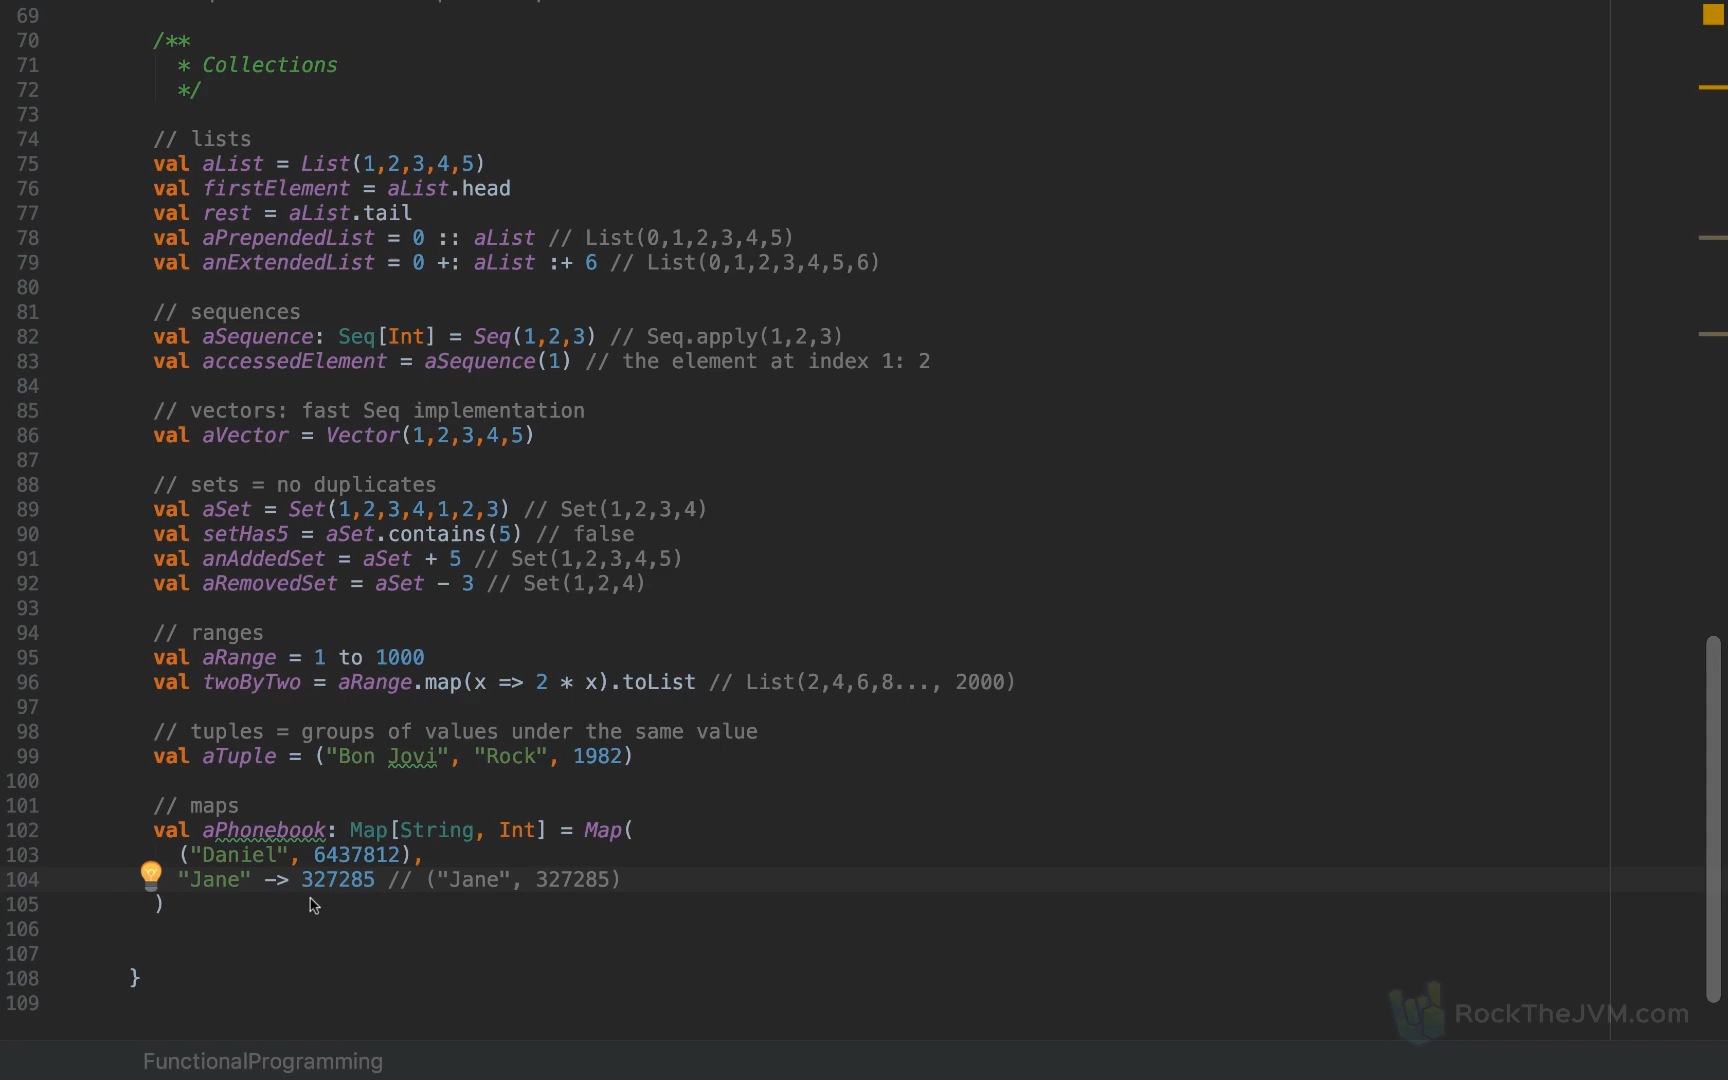 69
70 /**
71 * Collections
72 */
73
74 // lists
75 val aList = List(1,2,3,4,5)
76 val firstElement = aList.head
77 val rest = aList.tail
78 val aPrependedList = 0 :: aList // List(0,1,2,3,4,5)
79 val anExtendedList = 0 +: aList :+ 6 // List(0,1,2,3,4,5,6)
80
81 // sequences
82 val aSequence: Seq[Int] = Seq(1,2,3) // Seq.apply(1,2,3)
83 val accessedElement = aSequence(1) // the element at index 1: 2
84
85 // vectors: fast Seq implementation
86 val aVector = Vector(1,2,3,4,5)
87
88 // sets = no duplicates
89 val aSet = Set(1,2,3,4,1,2,3) // Set(1,2,3,4)
90 val setHas5 = aSet.contains(5) // false
91 val anAddedSet = aSet + 5 // Set(1,2,3,4,5)
92 val aRemovedSet = aSet - 3 // Set(1,2,4)
93
94 // ranges
95 val aRange = 1 to 1000
96 val twoByTwo = aRange.map(x => 2 * x).toList // List(2,4,6,8..., 2000)
97
98 // tuples = groups of values under the same value
99 val aTuple = ("Bon Jovi", "Rock", 1982)
100
101 // maps
102 val aPhonebook: Map[String, Int] = Map(
103 ("Daniel", 6437812),
104 "Jane" -> 327285 // ("Jane", 327285)
105 )
106
107
108 }
109
RockTheJVM.com
FunctionalProgramming